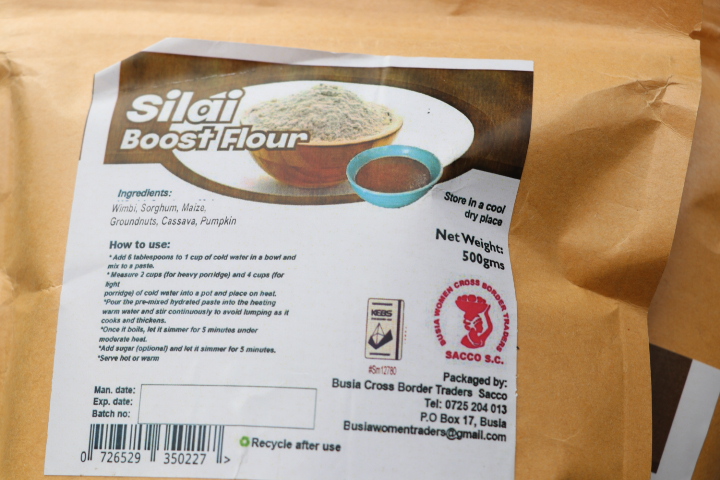 Silai
Boost Flour
Ingredients:
Wimbi, Sorghum, Maize,
Groundnuts, Cassava, Pumpkin
Store in a cool
dry place
Net Weight:
500gms
How to use:
*Add 6 tablespoons to 1 cup of cold water in a bowl and
mix to a paste.
*Measure 2 cups (for heavy porridge) and 4 cups (for
light
porridge) of cold water into a pot and place on heat.
*Pour the pre-mixed hydrated paste into the heating
warm water and stir continuously to avoid lumping as it
cooks and thickens.
*Once it boils, let it simmer for 5 minutes under
moderate heat.
*Add sugar (optional) and let it simmer for 5 minutes.
*Serve hot or warm
KEBS
#Sm12780
BUSIA WOMEN CROSS BORDER TRADERS
SACCO S.C.
Packaged by:
Busia Cross Border Traders Sacco
Tel: 0725 204 013
P.O Box 17, Busia
Busiawomentraders@gmail.com
Man. date:
Exp. date:
Batch no:
0 726529 350227 >
Recycle after use